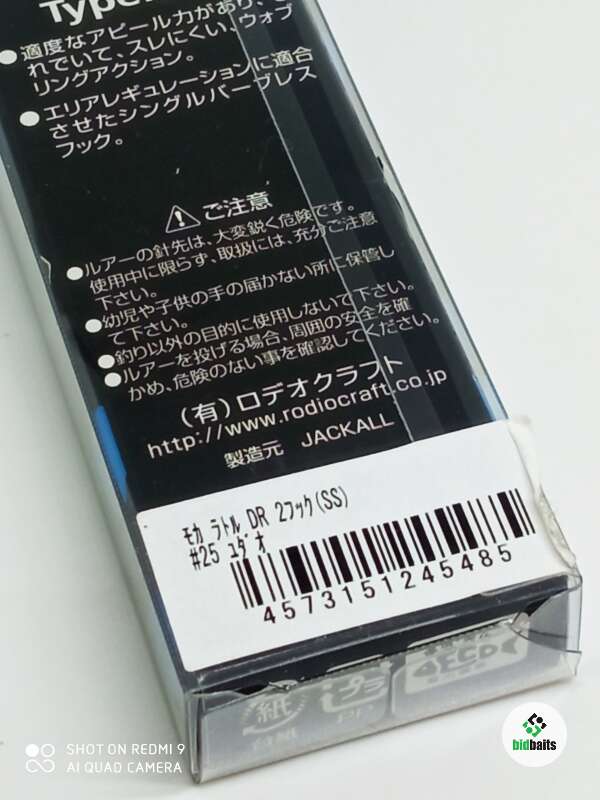 Type
●適度なアピール力があり、
れでいて、スレにくい、ウォブ
リングアクション。
●エリアレギュレーションに適合
させたシングルバーブレス
フック。
ご注意
●ルアーの針先は、大変鋭く危険です。
使用中に限らず、取扱には、充分ご注意
下さい。
●幼児や子供の手の届かない所に保管し
て下さい。
●釣り以外の目的に使用しないで下さい。
●ルアーを投げる場合、周囲の安全を確
かめ、危険のない事を確認してください。
(有)ロデオクラフト
http://www.rodiocraft.co.jp
製造元 JACKALL
ﾓｶ ﾗﾄﾙ DR 2ﾌｯｸ(SS)
#25 ﾕﾀﾞｵ
4573151245485
紙
台紙
プラ
PP
ECD
SHOT ON REDMI 9
AI QUAD CAMERA
bidbaits